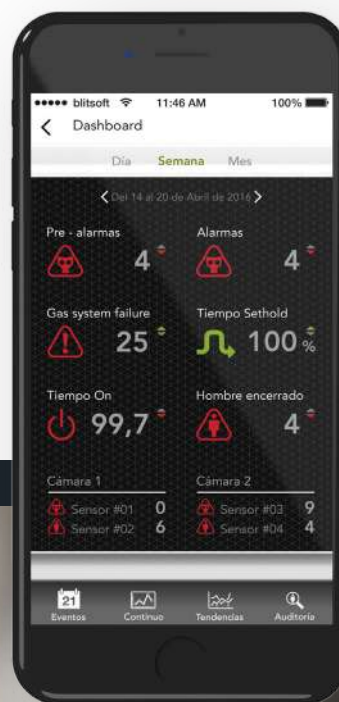 blitsoft 11:46 AM 100%
Dashboard
Día Semana Mes
Del 14 al 20 de Abril de 2016
Pre - alarmas Alarmas
4 4
Gas system failure Tiempo Sethold
25 100 %
Tiempo On Hombre encerrado
99,7 4
Cámara 1 Cámara 2
Sensor #01 0 Sensor #03 9
Sensor #02 6 Sensor #04 4
21
Eventos Continuo Tendencias Auditoría